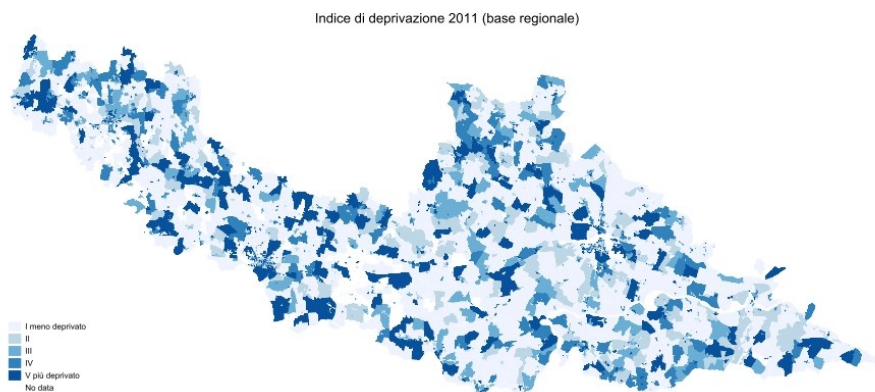 Indice di deprivazione 2011 (base regionale)
I meno deprivato
II
III
IV
V più deprivato
No data